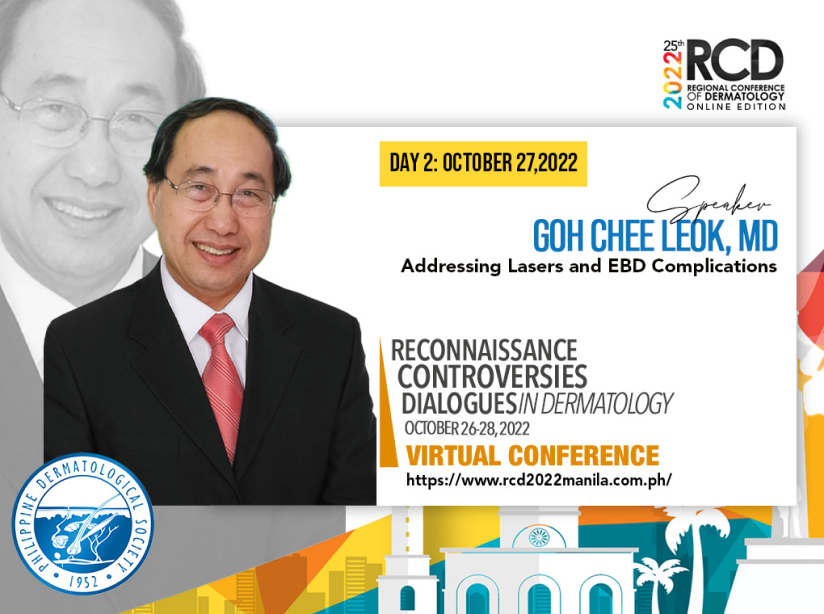 25th
2022
RCD
REGIONAL CONFERENCE
OF DERMATOLOGY
ONLINE EDITION
DAY 2: OCTOBER 27,2022
Speaker
GOH CHEE LEOK, MD
Addressing Lasers and EBD Complications
RECONNAISSANCE
CONTROVERSIES
DIALOGUES IN DERMATOLOGY
OCTOBER 26-28, 2022
VIRTUAL CONFERENCE
https://www.rcd2022manila.com.ph/
PHILIPPINE DERMATOLOGICAL SOCIETY
• 1952 •